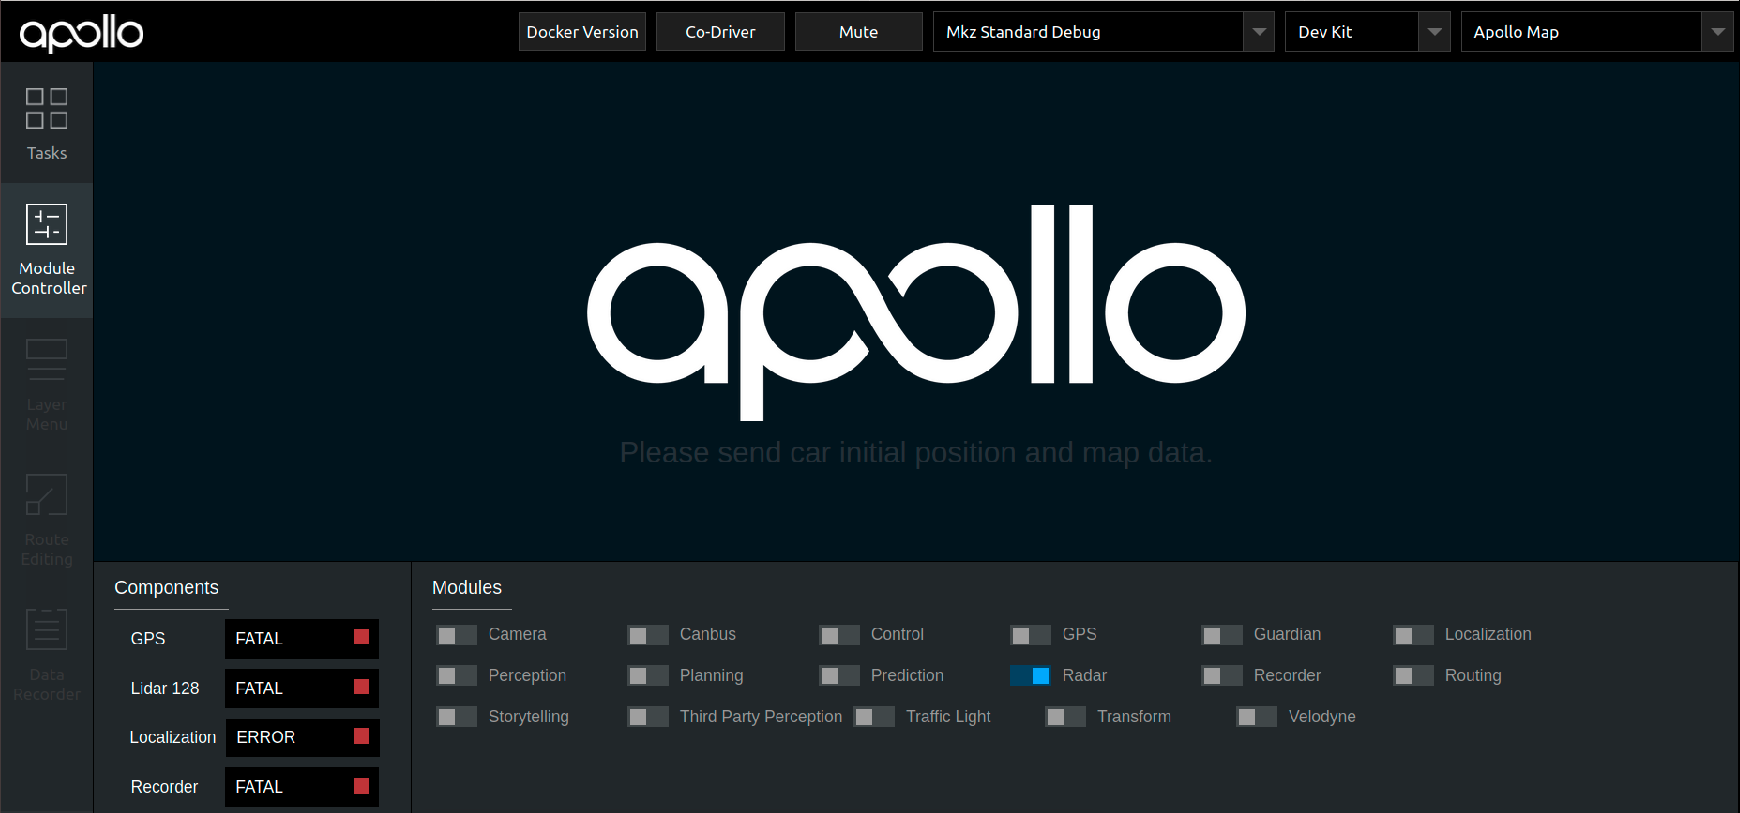 apollo
Docker Version
Co-Driver
Mute
Mkz Standard Debug
Dev Kit
Apollo Map
Tasks
Module
Controller
Layer
Menu
Route
Editing
Data
Recorder
apollo
Please send car initial position and map data.
Components
GPS FATAL
Lidar 128 FATAL
Localization ERROR
Recorder FATAL
Modules
Camera Canbus Control GPS Guardian Localization
Perception Planning Prediction Radar Recorder Routing
Storytelling Third Party Perception Traffic Light Transform Velodyne